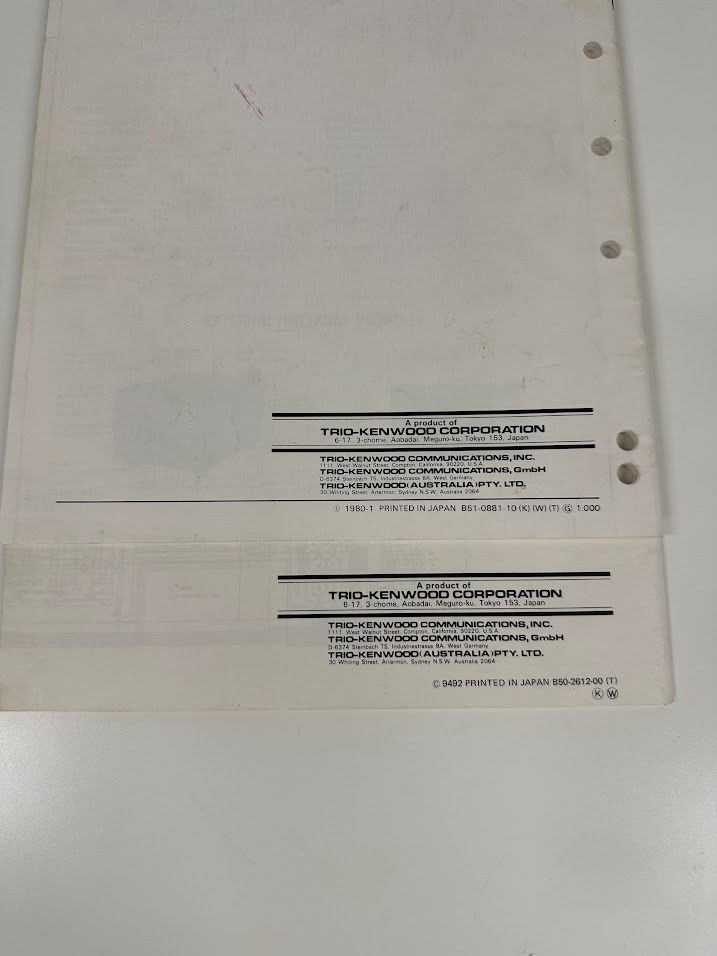 A product of
TRIO-KENWOOD CORPORATION
6-17, 3-chome, Aobadai, Meguro-ku, Tokyo 153, Japan
TRIO-KENWOOD COMMUNICATIONS, INC.
1111, West Walnut Street, Compton, California, 90220, U.S.A
TRIO-KENWOOD COMMUNICATIONS, GmbH
D-6374 Steinbach TS, Industriestrasse 8A, West Germany
TRIO-KENWOOD (AUSTRALIA) PTY. LTD.
30 Whiting Street, Artarmon, Sydney N.S.W. Australia 2064
© 1980-1 PRINTED IN JAPAN B51-0881-10 (K) (W) (T) Ⓖ 1.000
A product of
TRIO-KENWOOD CORPORATION
6-17, 3-chome, Aobadai, Meguro-ku, Tokyo 153, Japan
TRIO-KENWOOD COMMUNICATIONS, INC.
1111, West Walnut Street, Compton, California, 90220, U.S.A
TRIO-KENWOOD COMMUNICATIONS, GmbH
D-6374 Steinbach TS, Industriestrasse 8A, West Germany
TRIO-KENWOOD (AUSTRALIA) PTY. LTD.
30 Whiting Street, Artarmon, Sydney N.S.W. Australia 2064
© 9492 PRINTED IN JAPAN B50-2612-00 (T)
Ⓚ Ⓦ